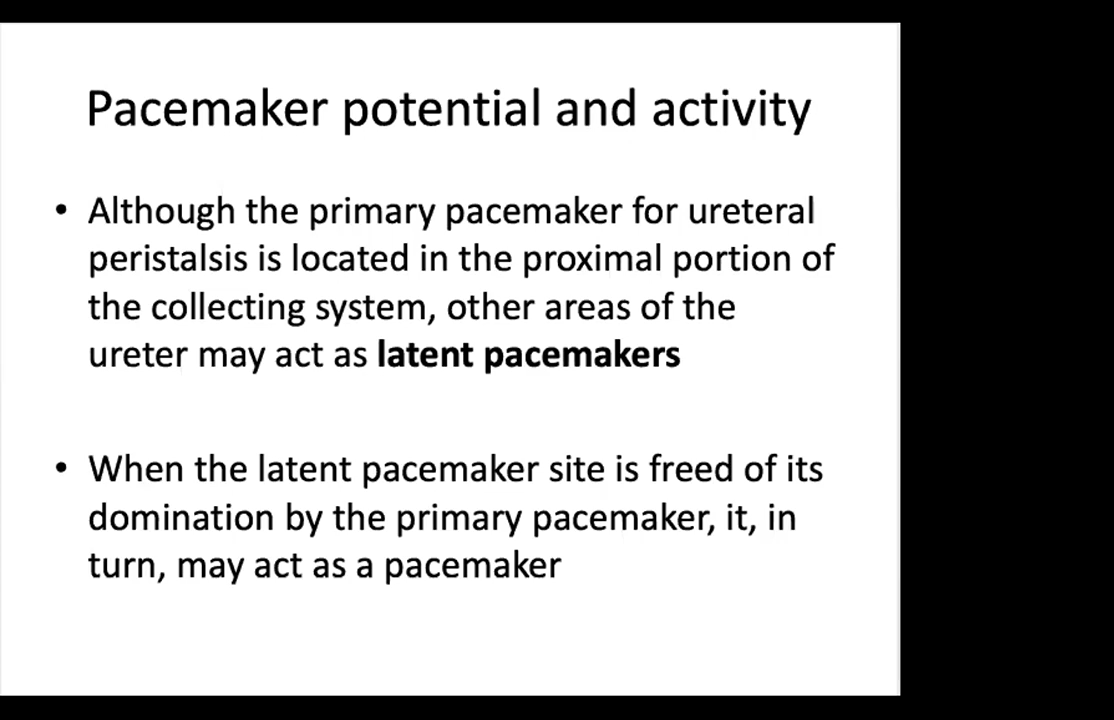 Pacemaker potential and activity
• Although the primary pacemaker for ureteral
peristalsis is located in the proximal portion of
the collecting system, other areas of the
ureter may act as latent pacemakers
• When the latent pacemaker site is freed of its
domination by the primary pacemaker, it, in
turn, may act as a pacemaker